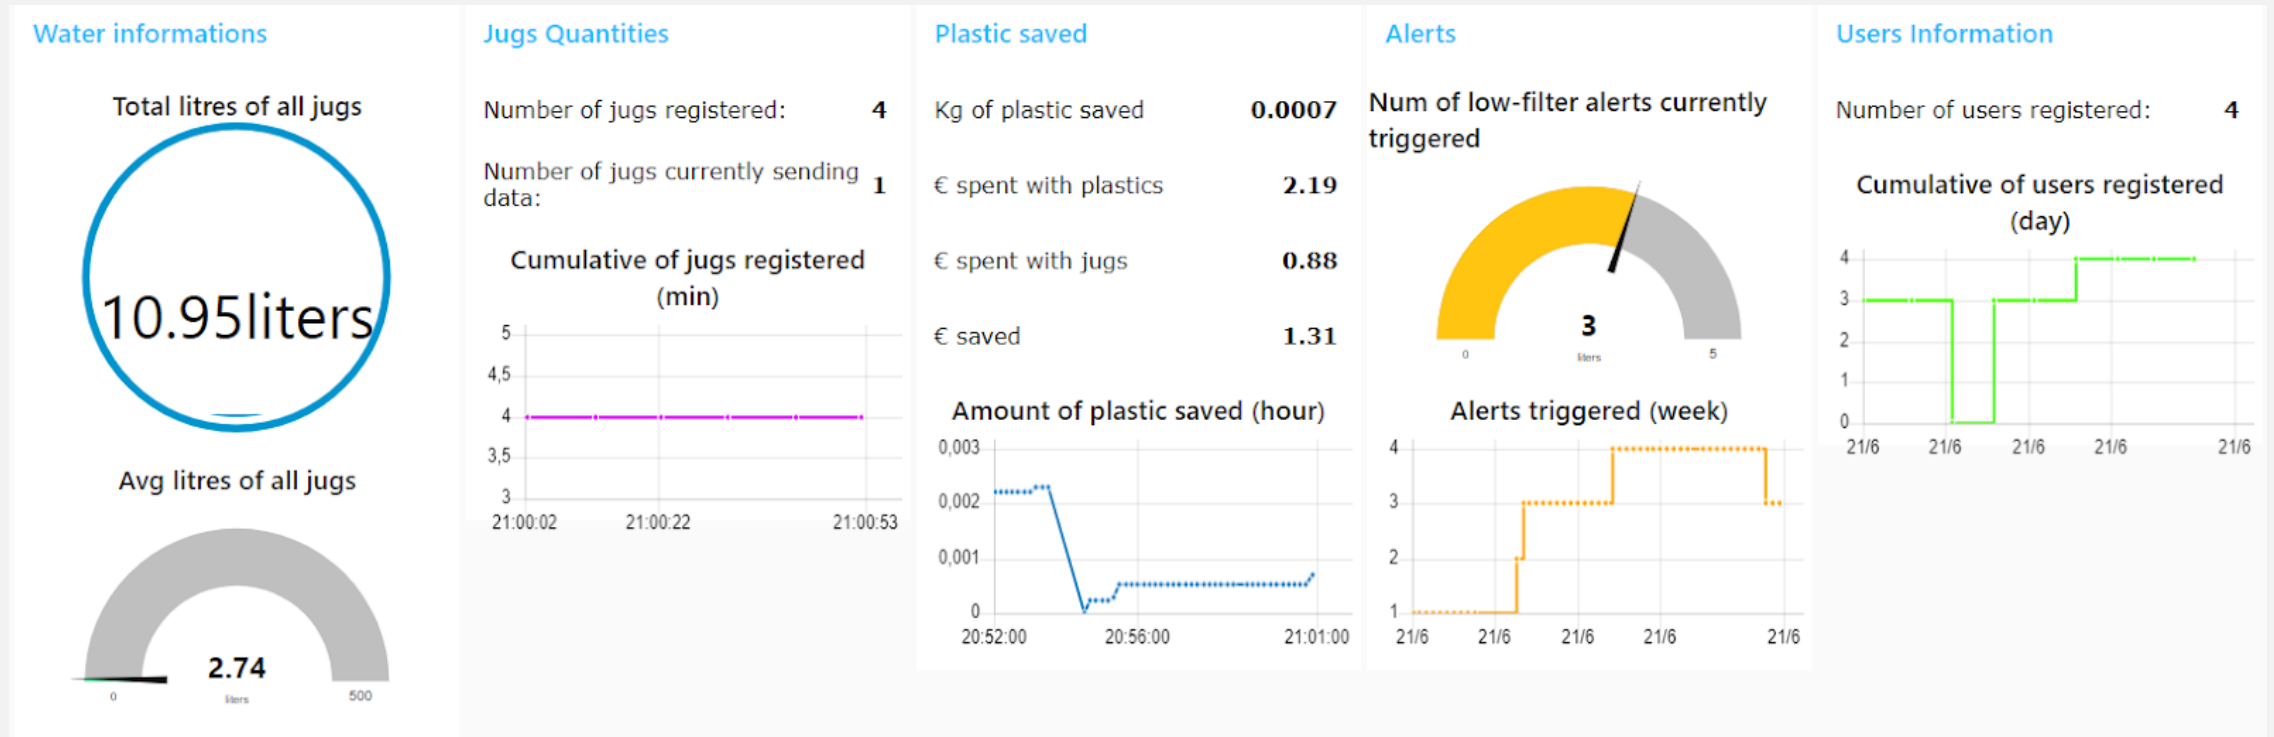 Water informations
Total litres of all jugs
10.95liters
Avg litres of all jugs
2.74
0
liters
500
Jugs Quantities
Number of jugs registered: 4
Number of jugs currently sending
data:
1
Cumulative of jugs registered
(min)
5
4,5
4
3,5
3
21:00:02 21:00:22 21:00:53
Plastic saved
Kg of plastic saved 0.0007
€ spent with plastics 2.19
€ spent with jugs 0.88
€ saved 1.31
Amount of plastic saved (hour)
0,003
0,002
0,001
0
20:52:00 20:56:00 21:01:00
Alerts
Num of low-filter alerts currently
triggered
3
0
liters
5
Alerts triggered (week)
4
3
2
1
21/6 21/6 21/6 21/6 21/6
Users Information
Number of users registered: 4
Cumulative of users registered
(day)
4
3
2
1
0
21/6 21/6 21/6 21/6 21/6